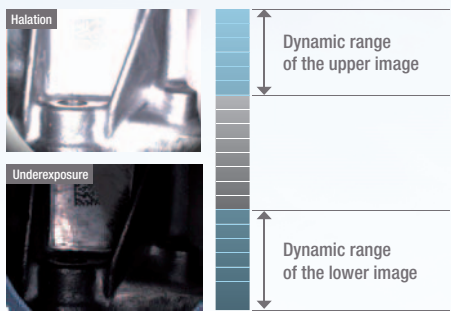 Halation
Dynamic range
of the upper image
Underexposure
Dynamic range
of the lower image